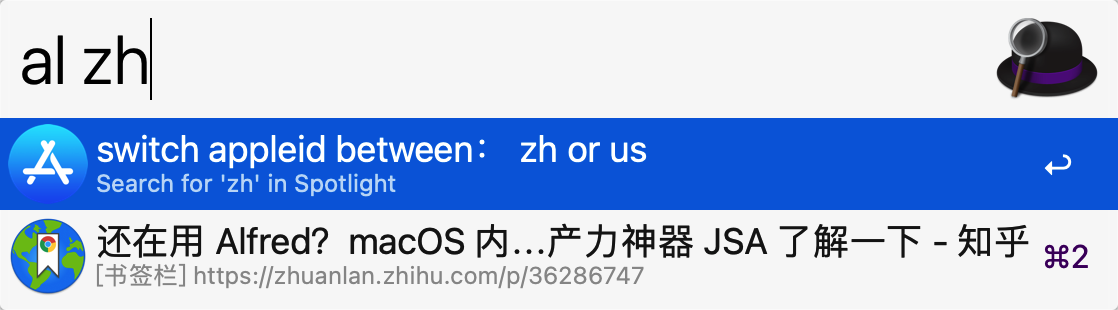 al zh
switch appleid between： zh or us
Search for 'zh' in Spotlight
还在用 Alfred？macOS 内...产力神器 JSA 了解一下 - 知乎
⌘2
[书签栏] https://zhuanlan.zhihu.com/p/36286747